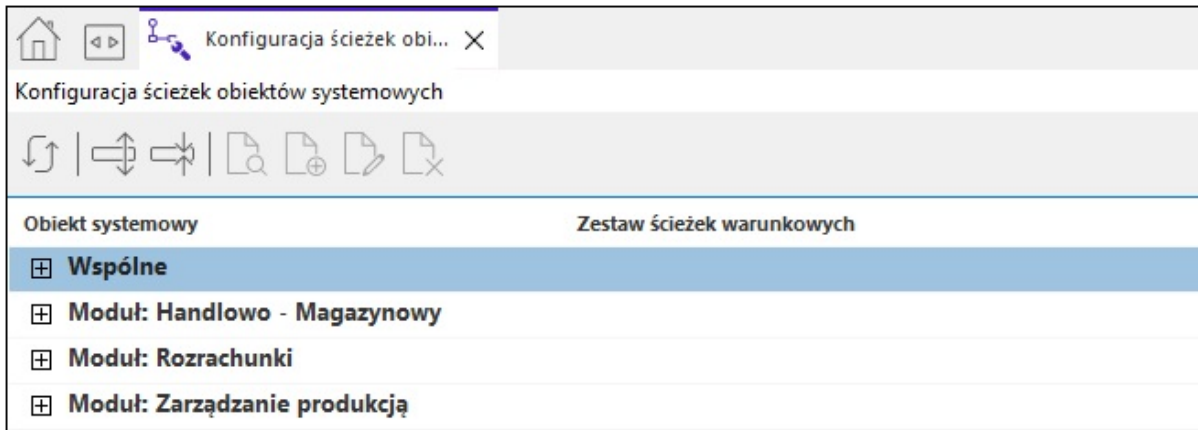 Konfiguracja ścieżek obi...
Konfiguracja ścieżek obiektów systemowych
Obiekt systemowy Zestaw ścieżek warunkowych
Wspólne
Moduł: Handlowo - Magazynowy
Moduł: Rozrachunki
Moduł: Zarządzanie produkcją